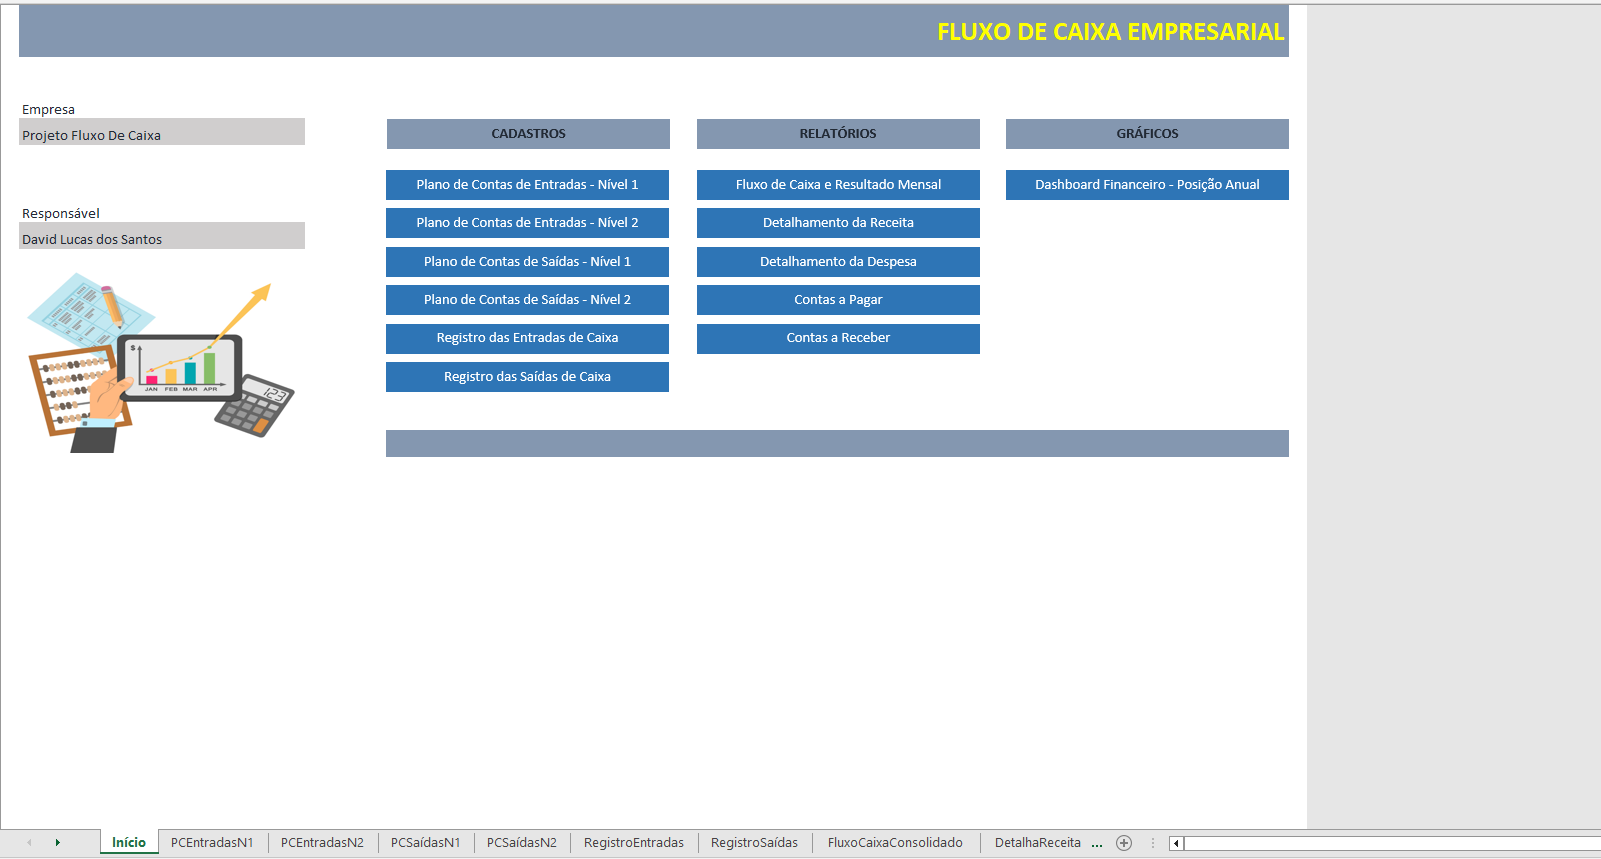 FLUXO DE CAIXA EMPRESARIAL
Empresa
Projeto Fluxo De Caixa
Responsável
David Lucas dos Santos
$
JAN FEB MAR APR
123
CADASTROS
Plano de Contas de Entradas - Nível 1
Plano de Contas de Entradas - Nível 2
Plano de Contas de Saídas - Nível 1
Plano de Contas de Saídas - Nível 2
Registro das Entradas de Caixa
Registro das Saídas de Caixa
RELATÓRIOS
Fluxo de Caixa e Resultado Mensal
Detalhamento da Receita
Detalhamento da Despesa
Contas a Pagar
Contas a Receber
GRÁFICOS
Dashboard Financeiro - Posição Anual
Início PCEntradasN1 PCEntradasN2 PCSaídasN1 PCSaídasN2 RegistroEntradas RegistroSaídas FluxoCaixaConsolidado DetalhaReceita ...